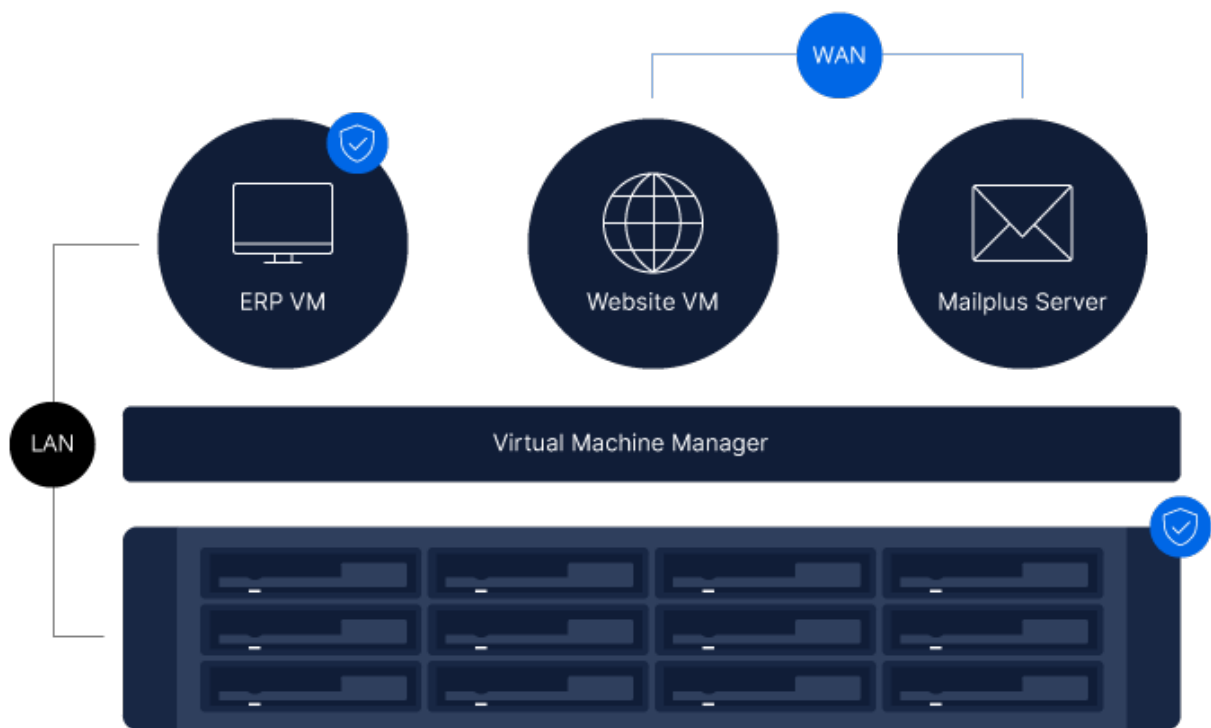 WAN
ERP VM
Website VM
Mailplus Server
LAN
Virtual Machine Manager